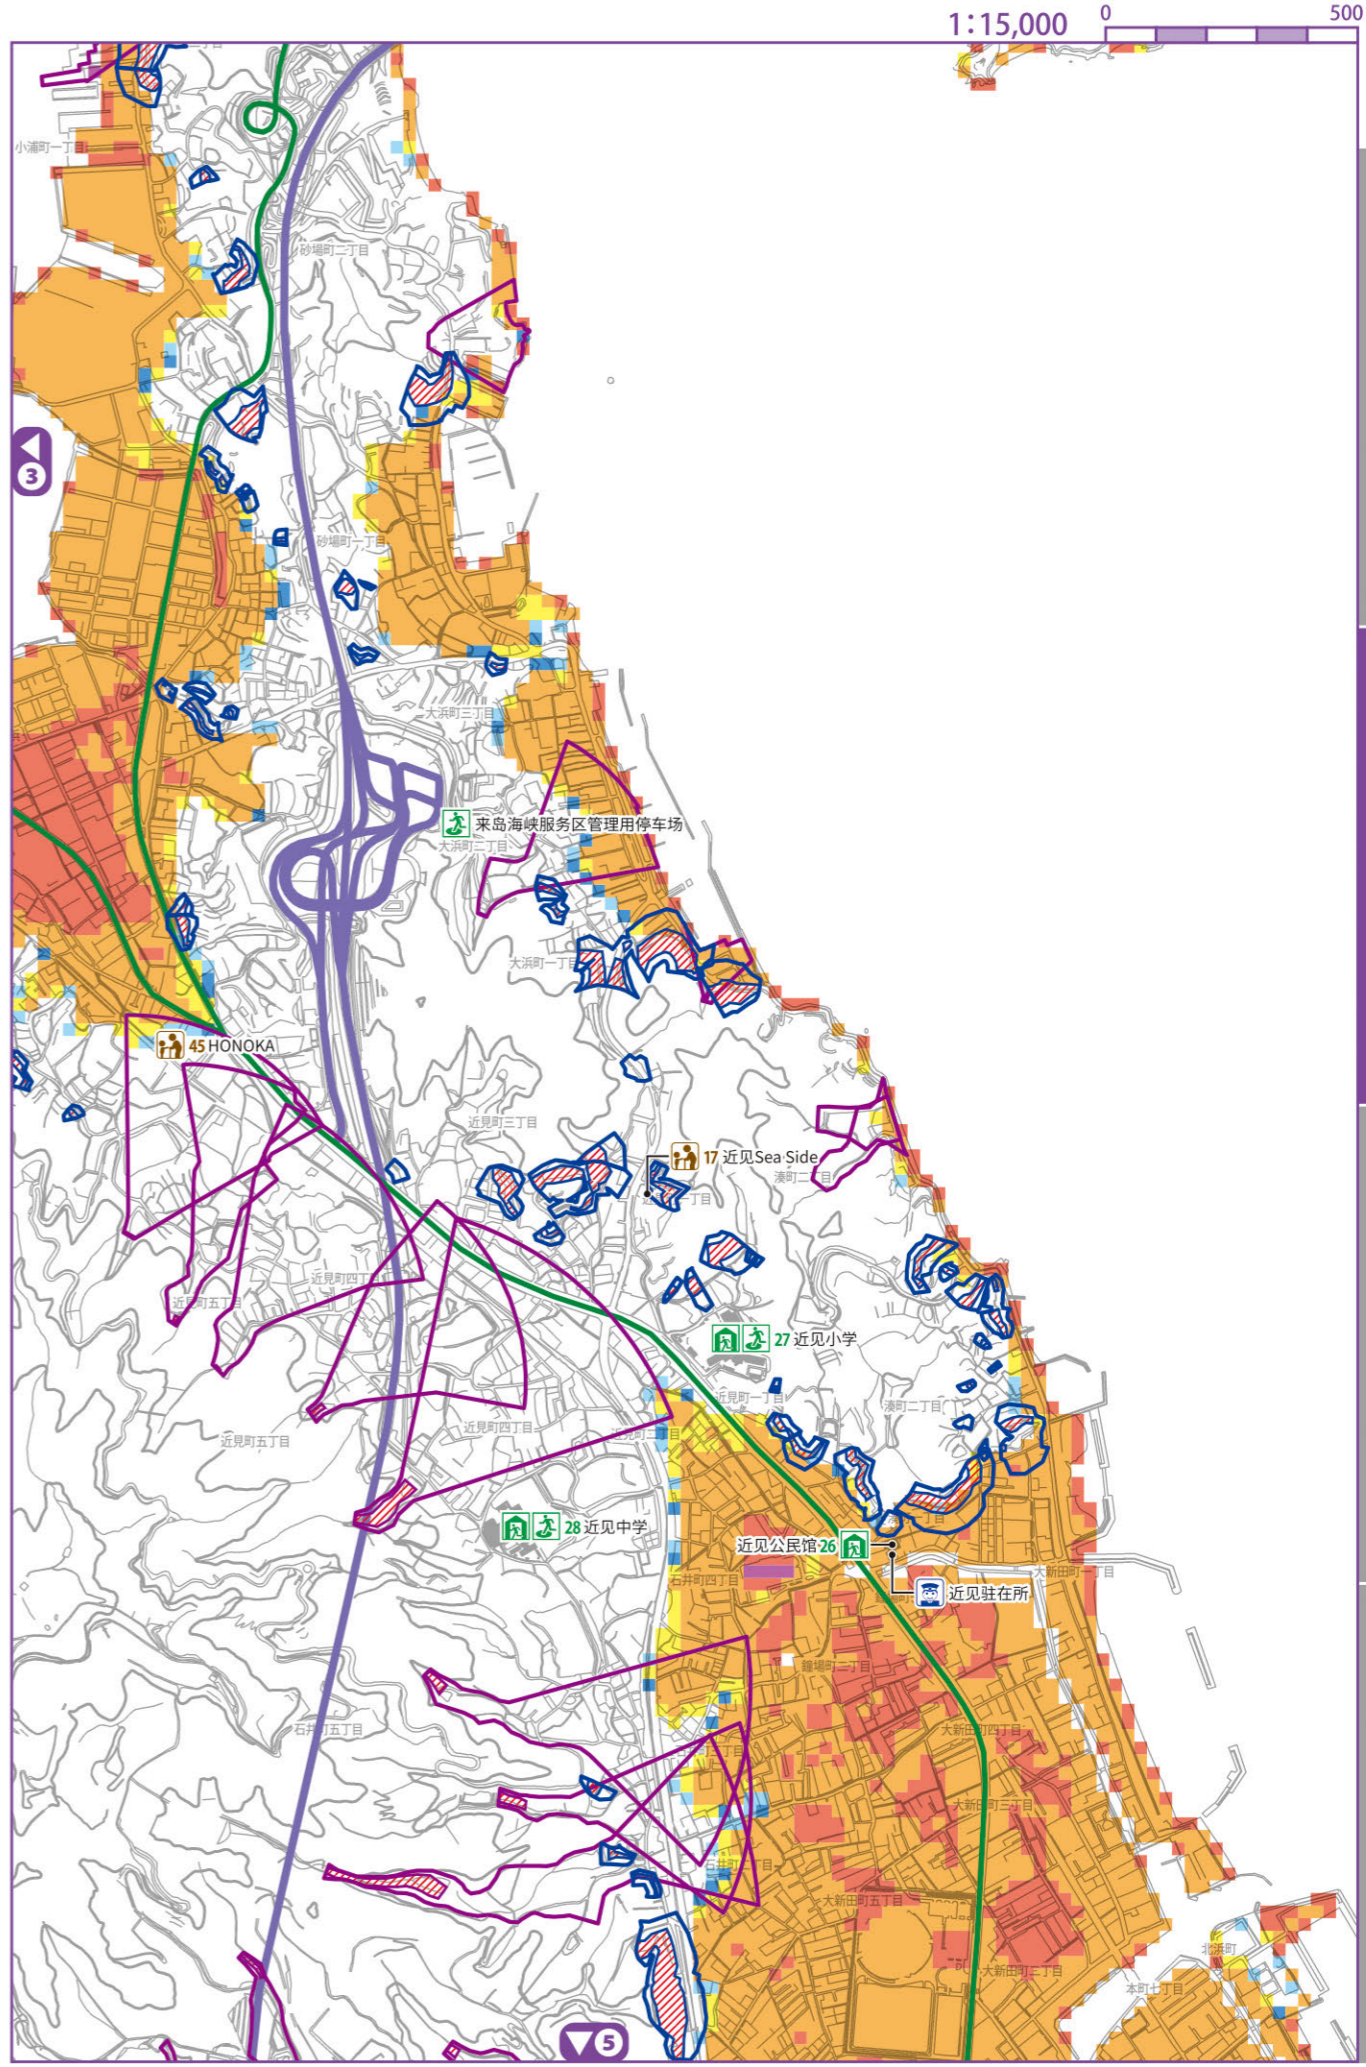 1:15,000
0
500
小浦町一丁目
砂場町二丁目
3
砂場町一丁目
大浜町三丁目
来岛海峡服务区管理用停车场
大浜町二丁目
大浜町一丁目
45 HONOKA
近見町三丁目
17 近见Sea Side
湊町二丁目
近見町四丁目
近見町五丁目
27 近见小学
近見町一丁目
湊町二丁目
近見町四丁目
近見町二丁目
近見町五丁目
28 近见中学
近见公民馆 26
石井町四丁目
大新田町一丁目
近见驻在所
鐘場町二丁目
石井町五丁目
大新田町四丁目
大新田町三丁目
大新田町五丁目
北浜町
大新田町二丁目
本町七丁目
5